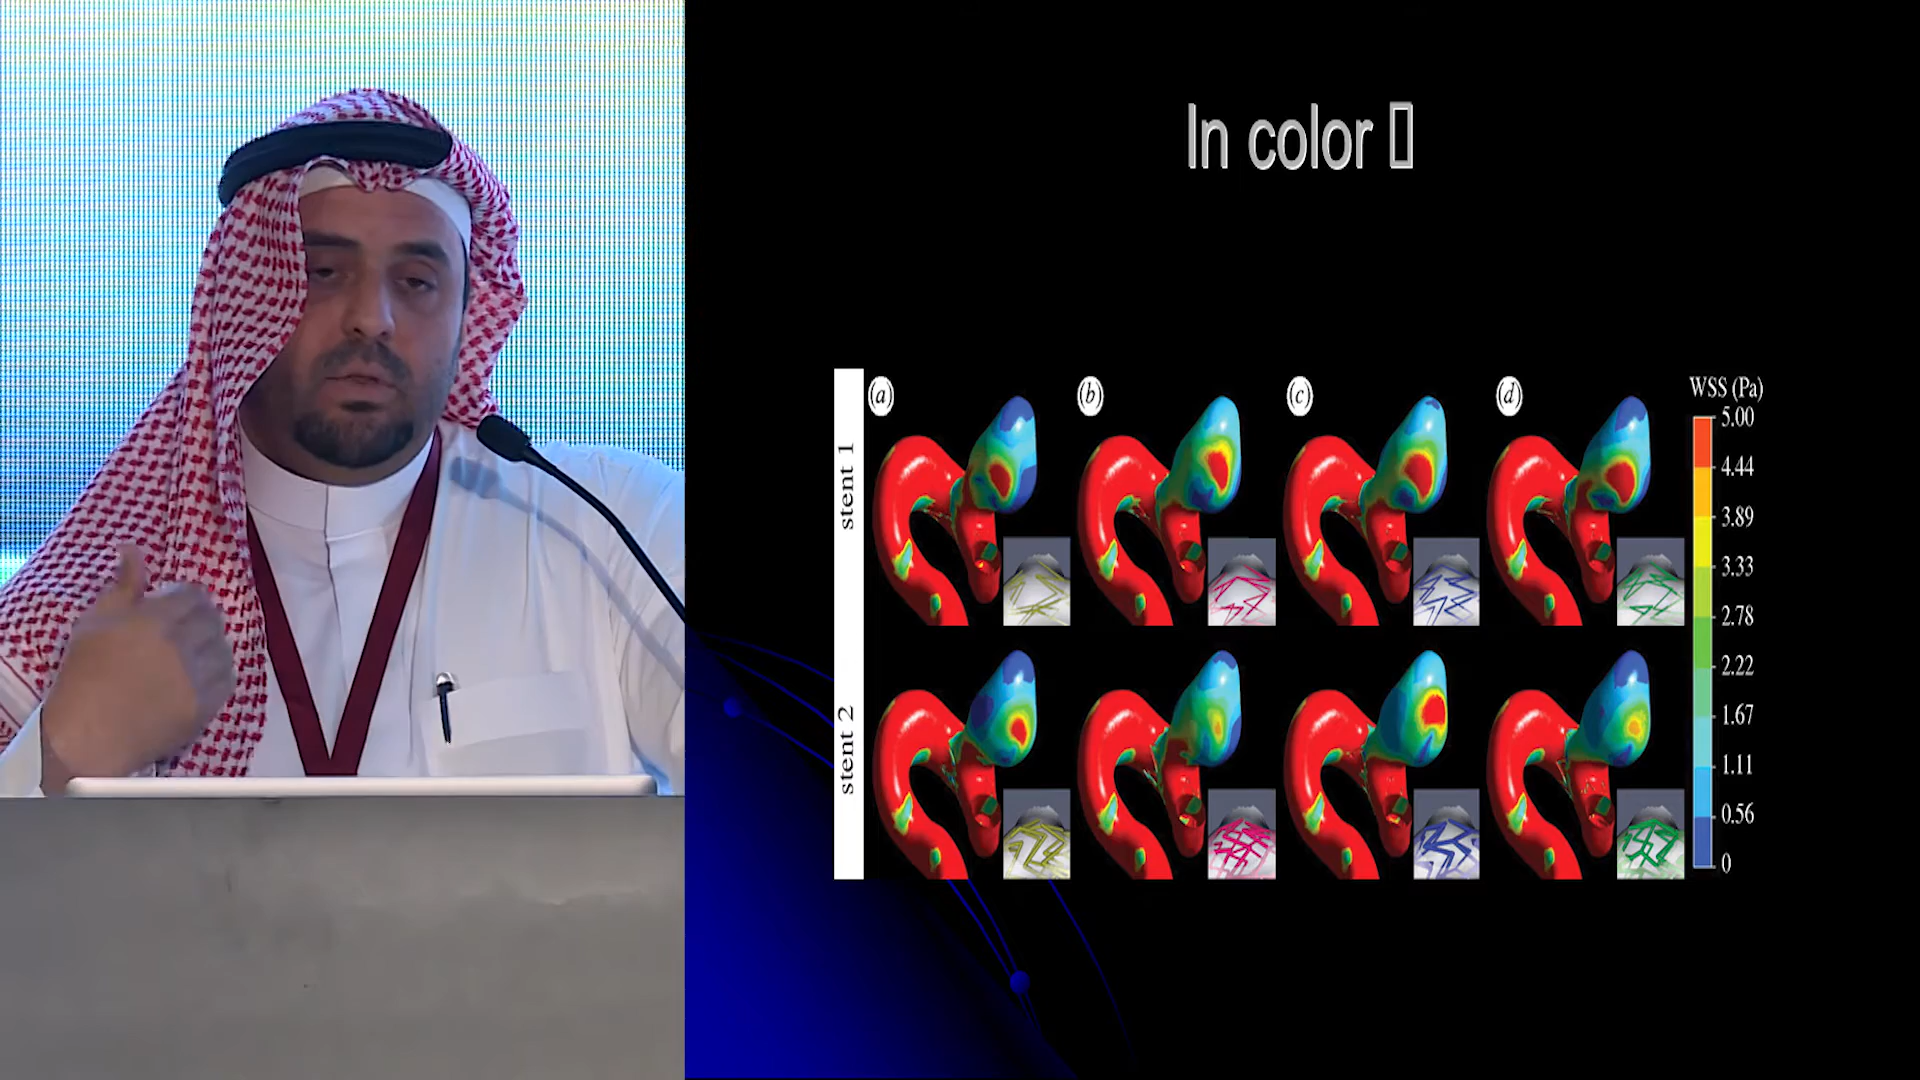 In color
(a)
(b)
(c)
(d)
WSS (Pa)
stent 1
stent 2
5.00
4.44
3.89
3.33
2.78
2.22
1.67
1.11
0.56
0